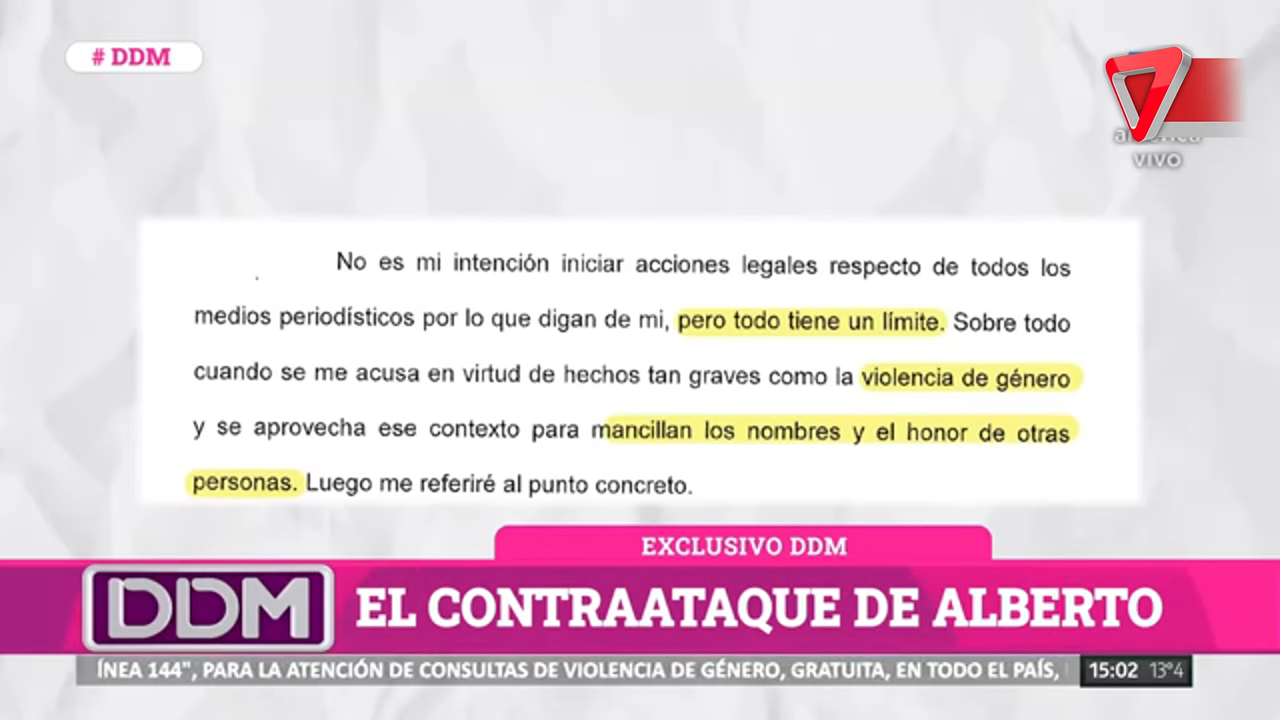 # DDM
VIVO
No es mi intención iniciar acciones legales respecto de todos los
medios periodísticos por lo que digan de mi, pero todo tiene un límite. Sobre todo
cuando se me acusa en virtud de hechos tan graves como la violencia de género
y se aprovecha ese contexto para mancillan los nombres y el honor de otras
personas. Luego me referiré al punto concreto.
EXCLUSIVO DDM
DDM
EL CONTRAATAQUE DE ALBERTO
ÍNEA 144", PARA LA ATENCIÓN DE CONSULTAS DE VIOLENCIA DE GÉNERO, GRATUITA, EN TODO EL PAÍS,
15:02 13°4